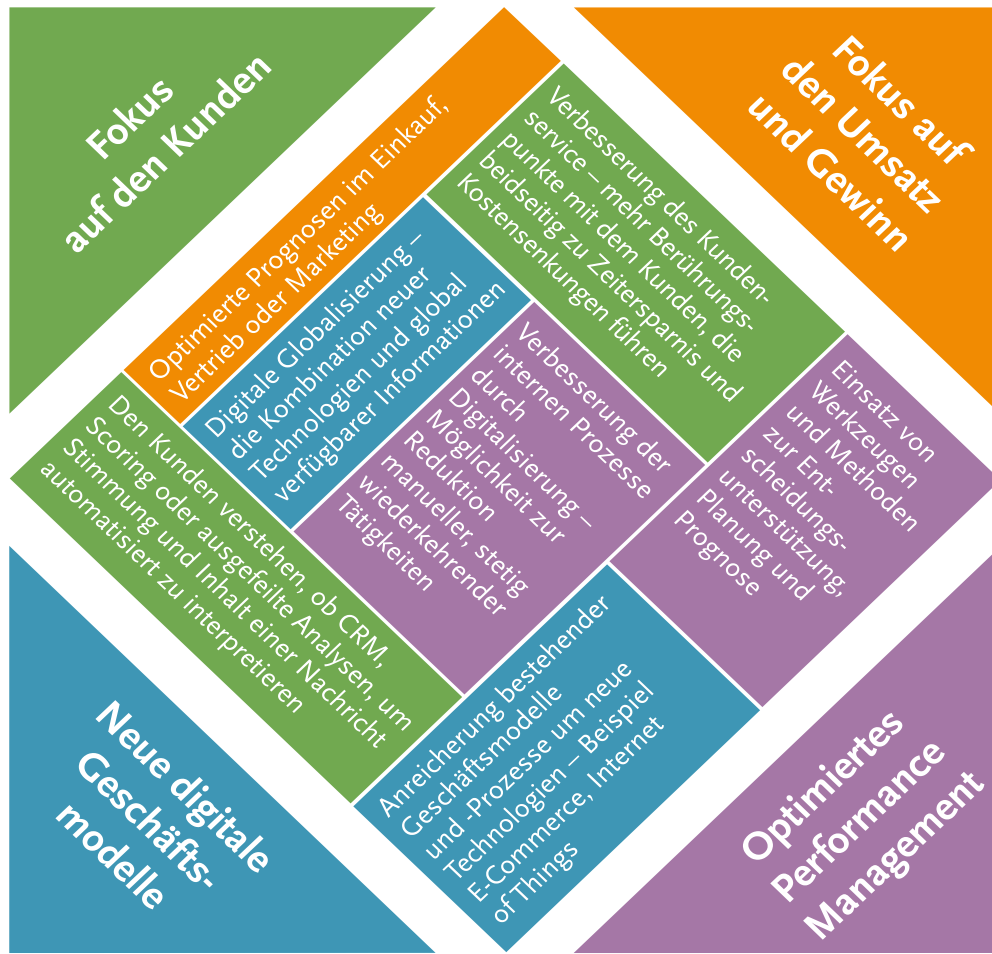 Fokus
auf den Kunden
Fokus auf
den Umsatz
und Gewinn
Optimierte Prognosen im Einkauf,
Vertrieb oder Marketing
Verbesserung des Kunden-
service – mehr Berührungs-
punkte mit dem Kunden, die
beidseitig zu Zeitersparnis und
Kostensenkungen führen
Digitale Globalisierung –
die Kombination neuer
Technologien und global
verfügbarer Informationen
Verbesserung der
internen Prozesse
durch
Digitalisierung –
Möglichkeit zur
Reduktion
manueller, stetig
wiederkehrender
Tätigkeiten
Einsatz von
Werkzeugen
und Methoden
zur Ent-
scheidungs-
unterstützung,
Planung und
Prognose
Den Kunden verstehen, ob CRM,
Scoring oder ausgefeilte Analysen, um
Stimmung und Inhalt einer Nachricht
automatisiert zu interpretieren
Anreicherung bestehender
Geschäftsmodelle
und -Prozesse um neue
Technologien – Beispiel
E-Commerce, Internet
of Things
Neue digitale
Geschäfts-
modelle
Optimiertes
Performance
Management